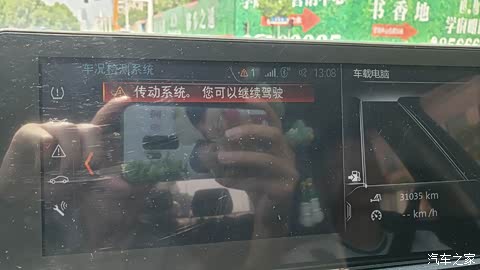 书香地
车况检测系统
1
13:08
车载电脑
传动系统。 您可以继续驾驶
31035 km
-- km/h
汽车之家